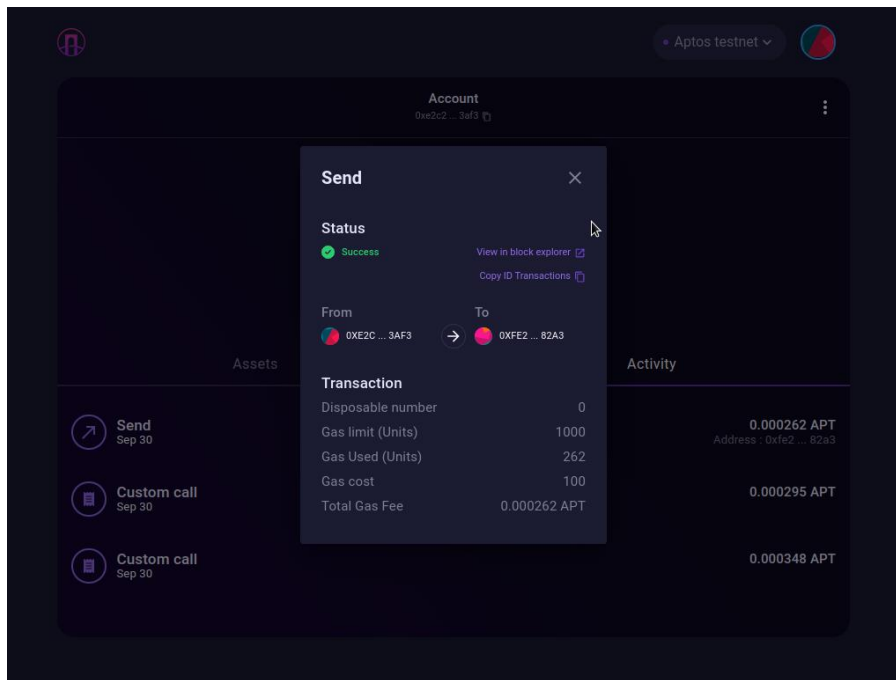 Aptos testnet
Account
0xe2c2 ... 3af3
Send
Status
Success
View in block explorer
Copy ID Transactions
From
To
0XE2C ... 3AF3
0XFE2 ... 82A3
Assets
Activity
Transaction
Disposable number 0
Gas limit (Units) 1000
Gas Used (Units) 262
Gas cost 100
Total Gas Fee 0.000262 APT
Send 0.000262 APT
Sep 30 Address : 0xfe2 ... 82a3
Custom call 0.000295 APT
Sep 30
Custom call 0.000348 APT
Sep 30